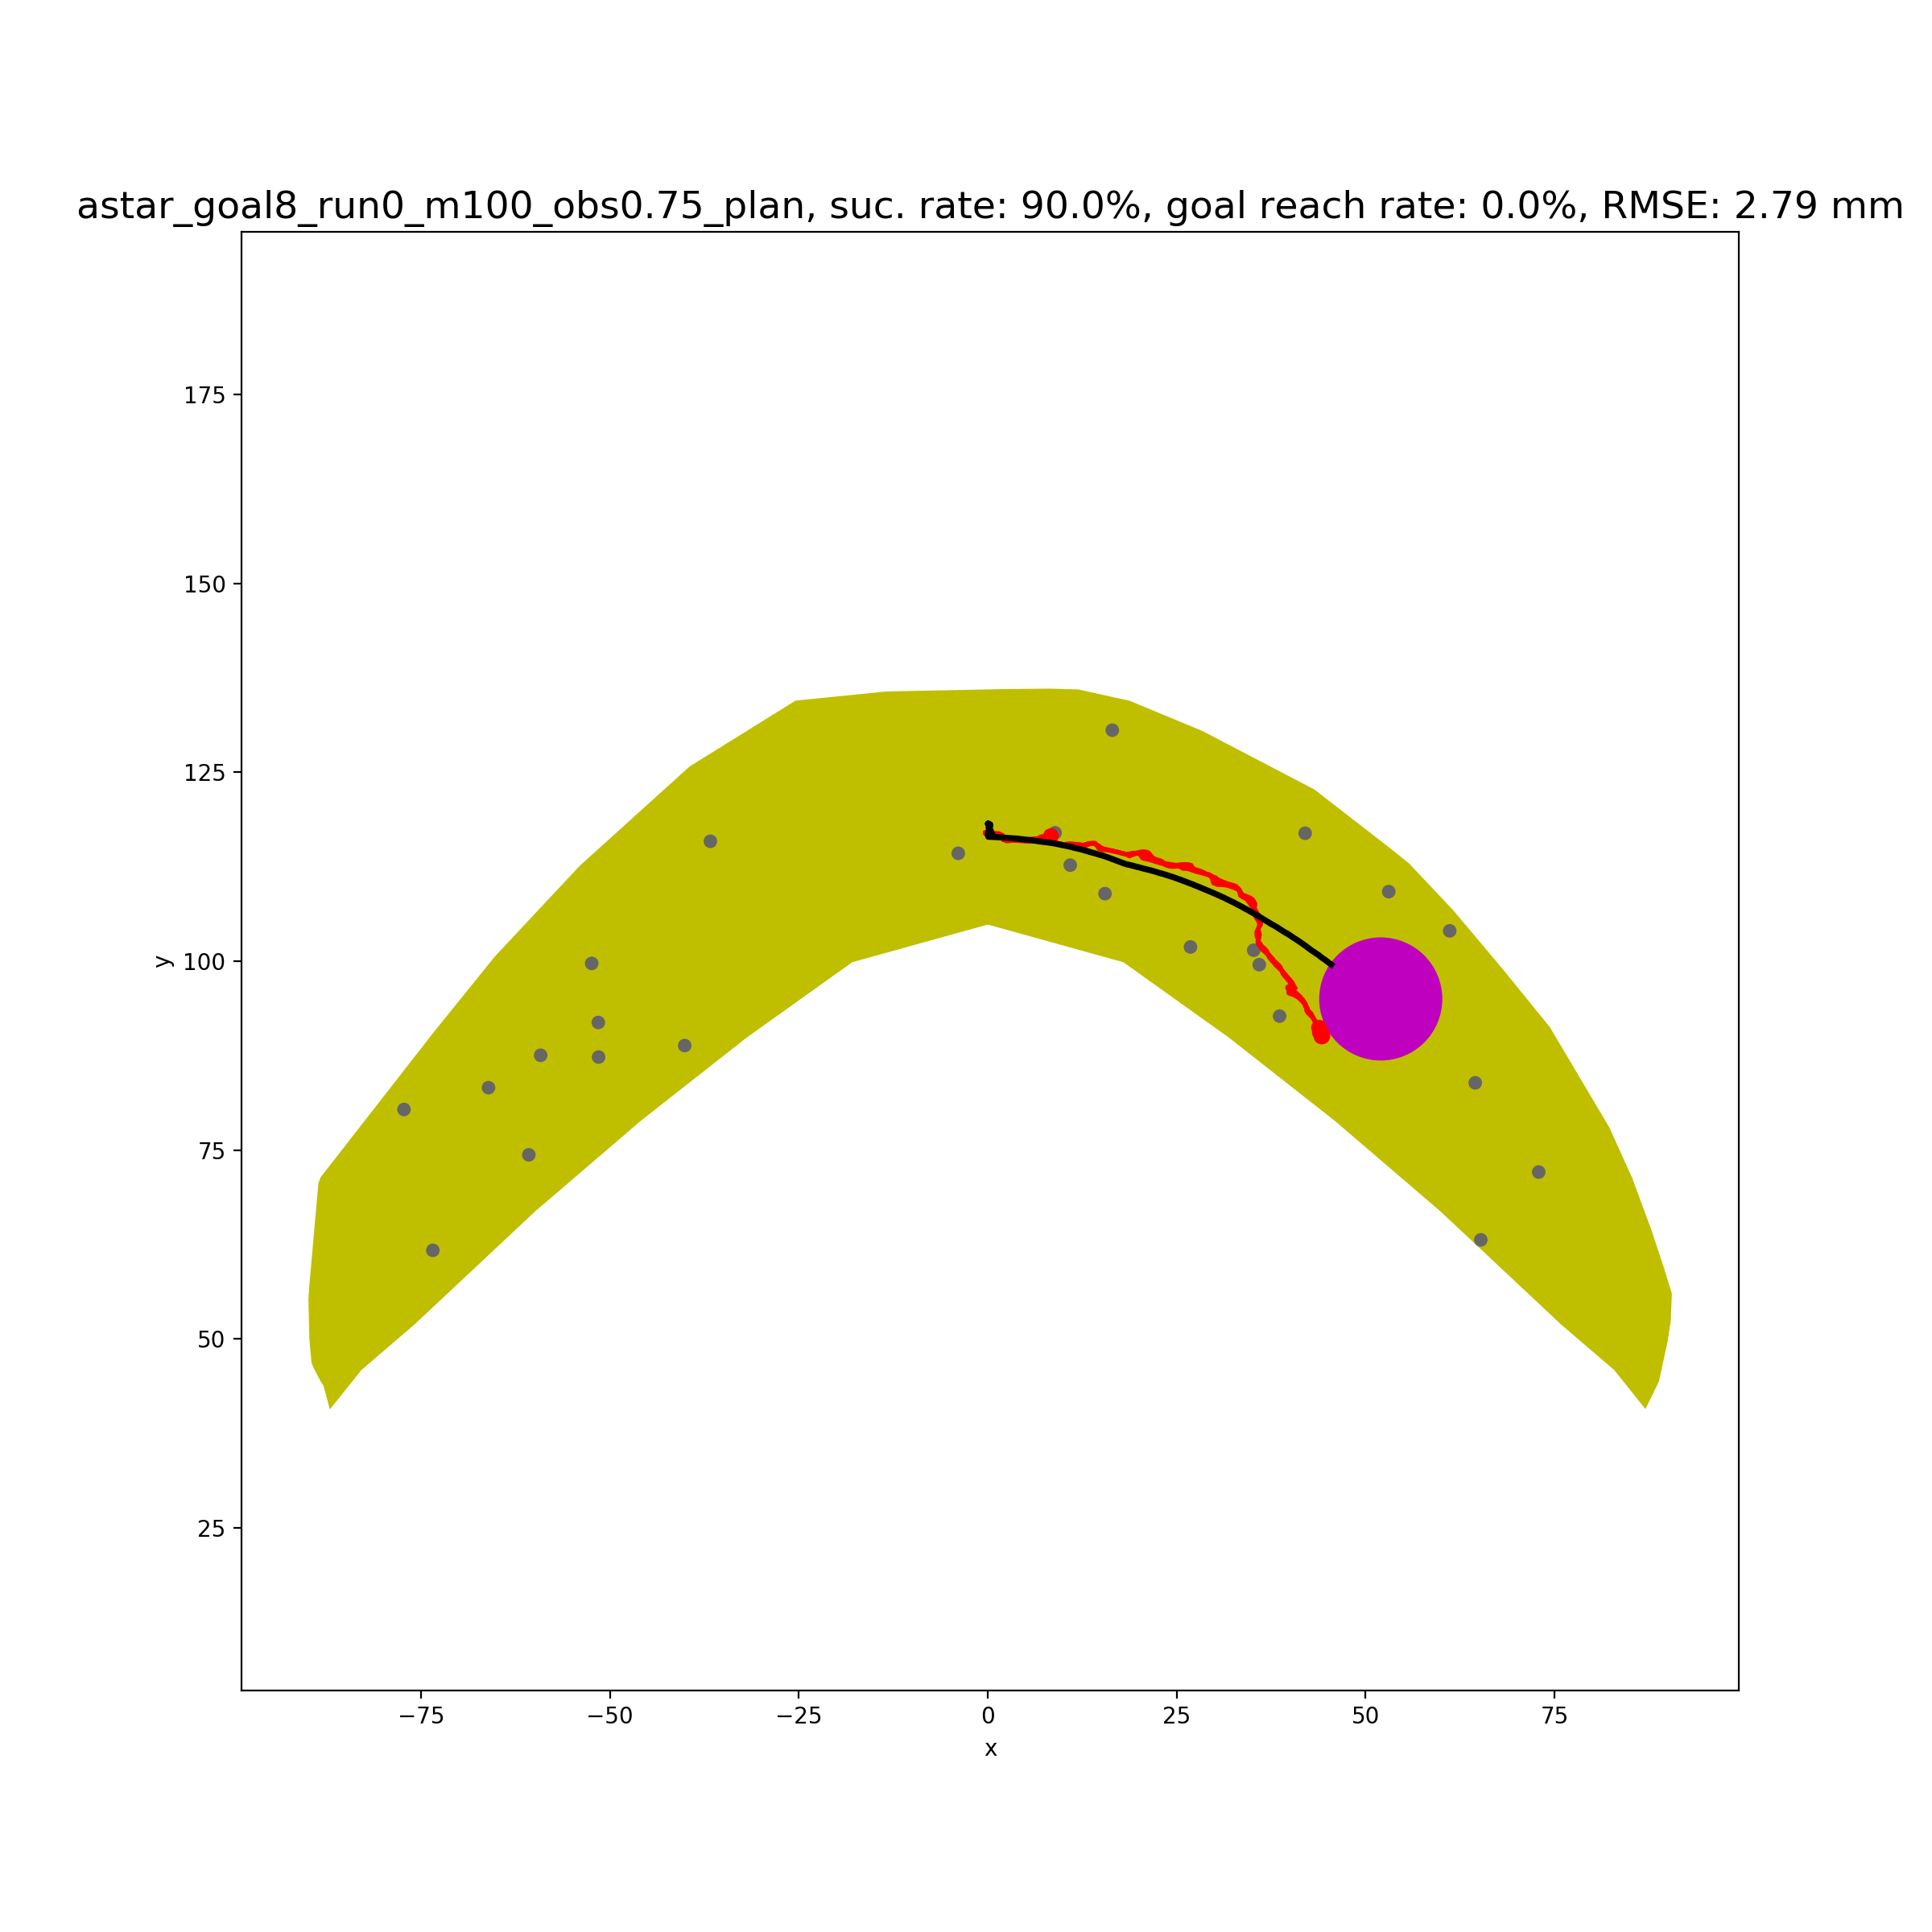 astar_goal8_run0_m100_obs0.75_plan, suc. rate: 90.0%, goal reach rate: 0.0%, RMSE: 2.79 mm
175
150
125
y
100
75
50
25
−75 −50 −25 0 25 50 75
x